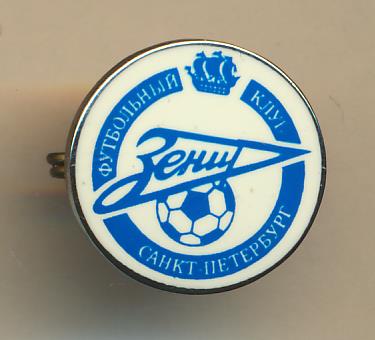 ФУТБОЛЬНЫЙ КЛУБ
Зенит
САНКТ-ПЕТЕРБУРГ